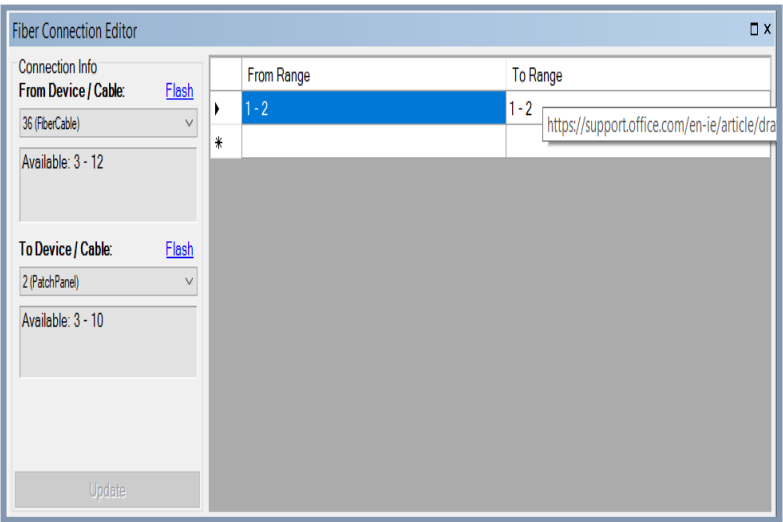 Fiber Connection Editor
Connection Info
From Device / Cable: Flash
36 (FiberCable)
Available: 3 - 12
To Device / Cable: Flash
2 (PatchPanel)
Available: 3 - 10
Update
From Range To Range
1 - 2 1 - 2
https://support.office.com/en-ie/article/dra